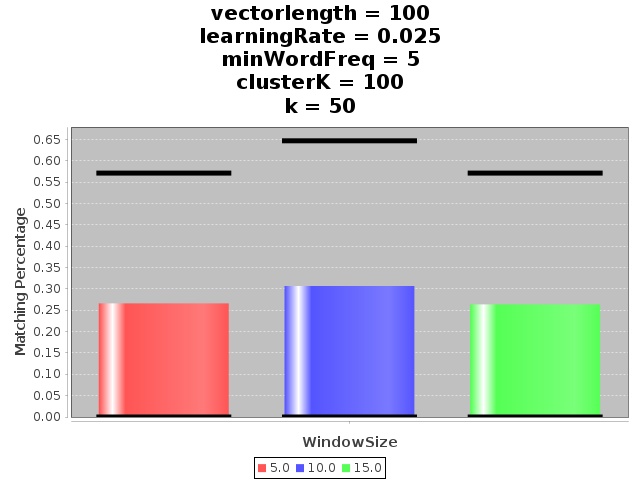 vectorlength = 100
learningRate = 0.025
minWordFreq = 5
clusterK = 100
k = 50
Matching Percentage
0.65
0.60
0.55
0.50
0.45
0.40
0.35
0.30
0.25
0.20
0.15
0.10
0.05
0.00
WindowSize
5.0 10.0 15.0